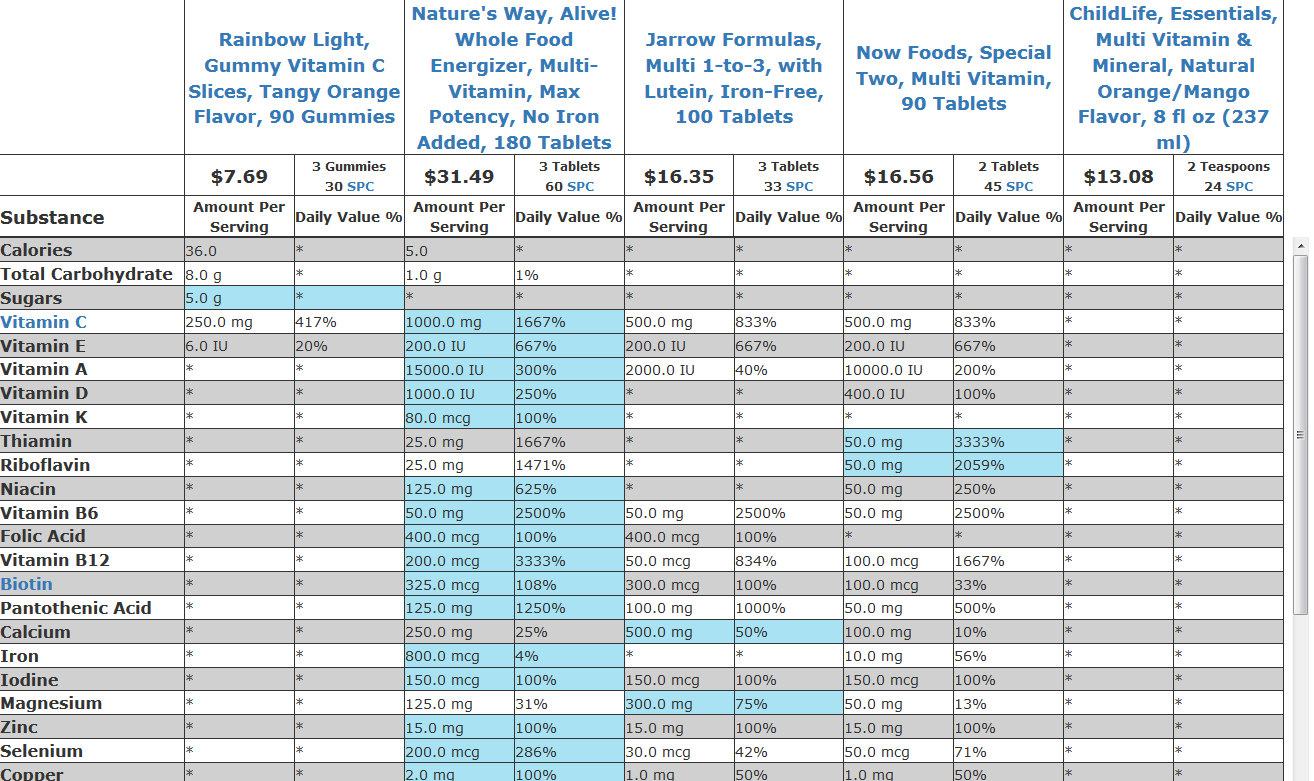 Rainbow Light, Gummy Vitamin C Slices, Tangy Orange Flavor, 90 Gummies
Nature's Way, Alive! Whole Food Energizer, Multi-Vitamin, Max Potency, No Iron Added, 180 Tablets
Jarrow Formulas, Multi 1-to-3, with Lutein, Iron-Free, 100 Tablets
Now Foods, Special Two, Multi Vitamin, 90 Tablets
ChildLife, Essentials, Multi Vitamin & Mineral, Natural Orange/Mango Flavor, 8 fl oz (237 ml)
$7.69 3 Gummies 30 SPC $31.49 3 Tablets 60 SPC $16.35 3 Tablets 33 SPC $16.56 2 Tablets 45 SPC $13.08 2 Teaspoons 24 SPC
Substance Amount Per Serving Daily Value % Amount Per Serving Daily Value % Amount Per Serving Daily Value % Amount Per Serving Daily Value % Amount Per Serving Daily Value %
Calories 36.0 * 5.0 * * * * * * *
Total Carbohydrate 8.0 g * 1.0 g 1% * * * * * *
Sugars 5.0 g * * * * * * * * *
Vitamin C 250.0 mg 417% 1000.0 mg 1667% 500.0 mg 833% 500.0 mg 833% * *
Vitamin E 6.0 IU 20% 200.0 IU 667% 200.0 IU 667% 200.0 IU 667% * *
Vitamin A * * 15000.0 IU 300% 2000.0 IU 40% 10000.0 IU 200% * *
Vitamin D * * 1000.0 IU 250% * * 400.0 IU 100% * *
Vitamin K * * 80.0 mcg 100% * * * * * *
Thiamin * * 25.0 mg 1667% * * 50.0 mg 3333% * *
Riboflavin * * 25.0 mg 1471% * * 50.0 mg 2059% * *
Niacin * * 125.0 mg 625% * * 50.0 mg 250% * *
Vitamin B6 * * 50.0 mg 2500% 50.0 mg 2500% 50.0 mg 2500% * *
Folic Acid * * 400.0 mcg 100% 400.0 mcg 100% * * * *
Vitamin B12 * * 200.0 mcg 3333% 50.0 mcg 834% 100.0 mcg 1667% * *
Biotin * * 325.0 mcg 108% 300.0 mcg 100% 100.0 mcg 33% * *
Pantothenic Acid * * 125.0 mg 1250% 100.0 mg 1000% 50.0 mg 500% * *
Calcium * * 250.0 mg 25% 500.0 mg 50% 100.0 mg 10% * *
Iron * * 800.0 mcg 4% * * 10.0 mg 56% * *
Iodine * * 150.0 mcg 100% 150.0 mcg 100% 150.0 mcg 100% * *
Magnesium * * 125.0 mg 31% 300.0 mg 75% 50.0 mg 13% * *
Zinc * * 15.0 mg 100% 15.0 mg 100% 15.0 mg 100% * *
Selenium * * 200.0 mcg 286% 30.0 mcg 42% 50.0 mcg 71% * *
Copper * * 2.0 mg 100% 1.0 mg 50% 1.0 mg 50% * *